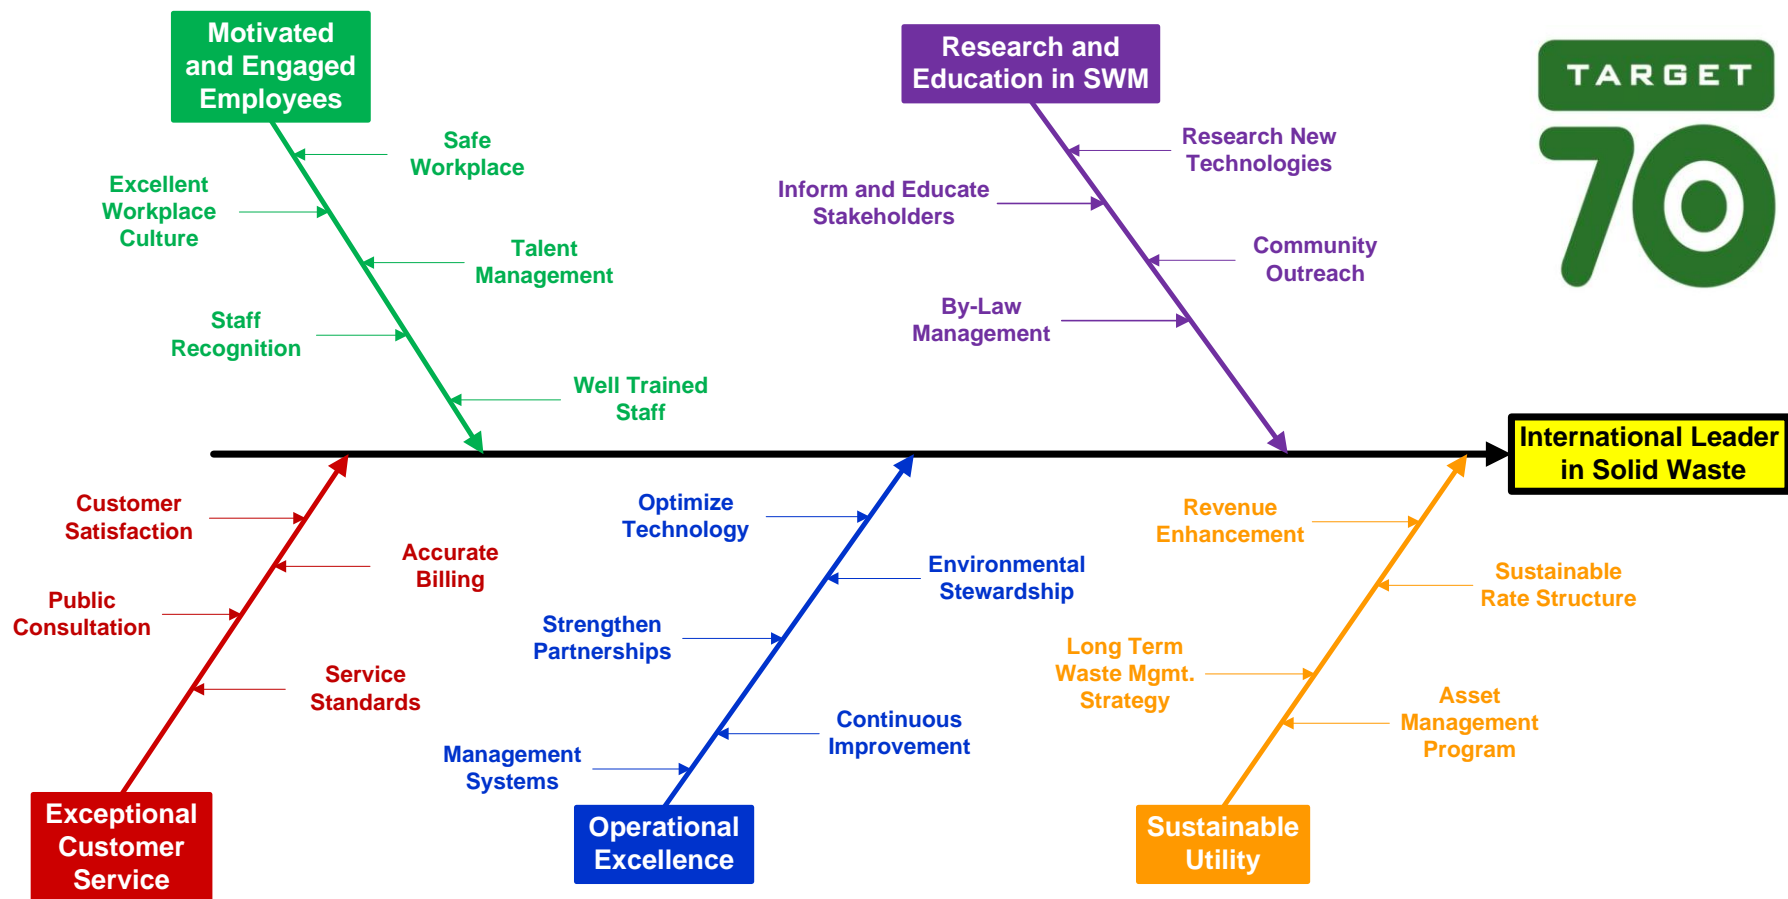 Motivated
and Engaged
Employees
Research and
Education in SWM
TARGET
70
Safe
Workplace
Excellent
Workplace
Culture
Talent
Management
Staff
Recognition
Well Trained
Staff
Research New
Technologies
Inform and Educate
Stakeholders
Community
Outreach
By-Law
Management
International Leader
in Solid Waste
Customer
Satisfaction
Accurate
Billing
Public
Consultation
Service
Standards
Exceptional
Customer
Service
Optimize
Technology
Environmental
Stewardship
Strengthen
Partnerships
Continuous
Improvement
Management
Systems
Operational
Excellence
Revenue
Enhancement
Sustainable
Rate Structure
Long Term
Waste Mgmt.
Strategy
Asset
Management
Program
Sustainable
Utility